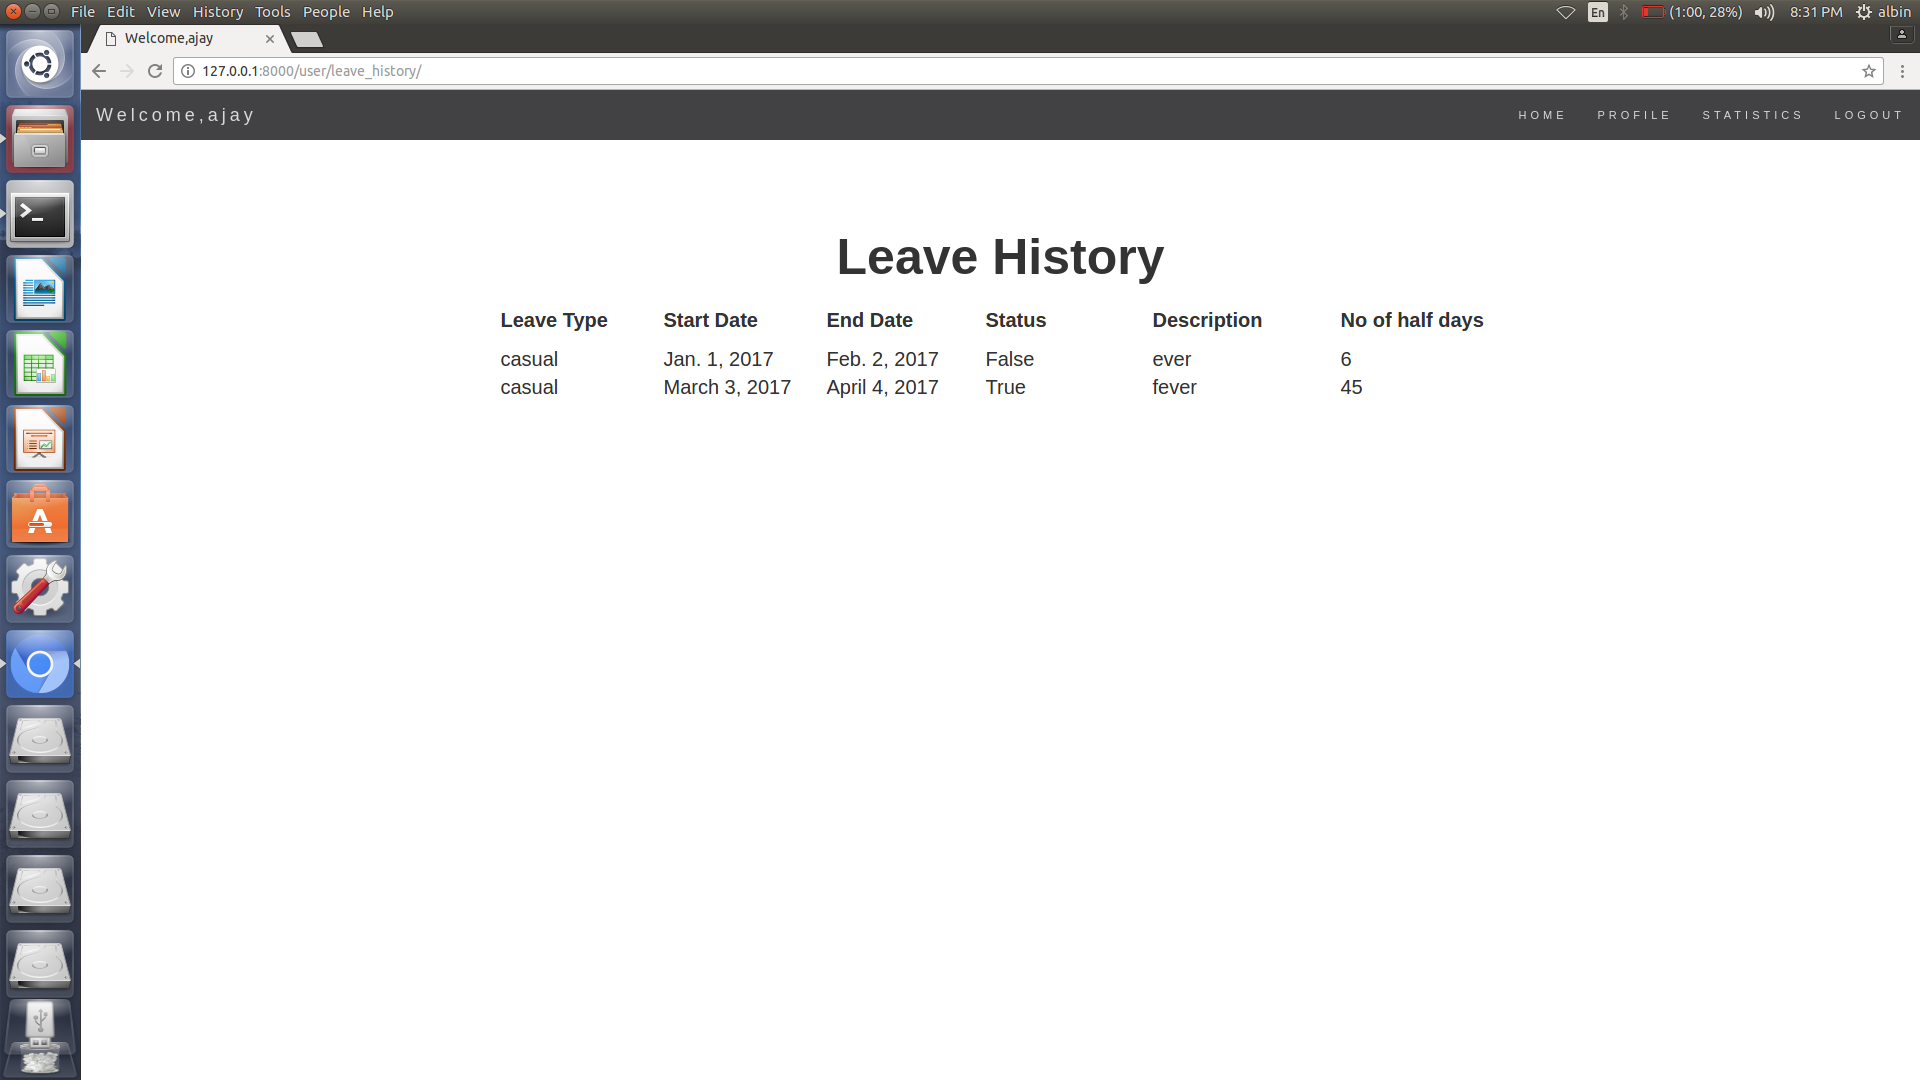 File Edit View History Tools People Help
En (1:00, 28%) 8:31 PM albin
Welcome,ajay
127.0.0.1:8000/user/leave_history/
Welcome,ajay HOME PROFILE STATISTICS LOGOUT
Leave History
Leave Type Start Date End Date Status Description No of half days
casual Jan. 1, 2017 Feb. 2, 2017 False ever 6
casual March 3, 2017 April 4, 2017 True fever 45